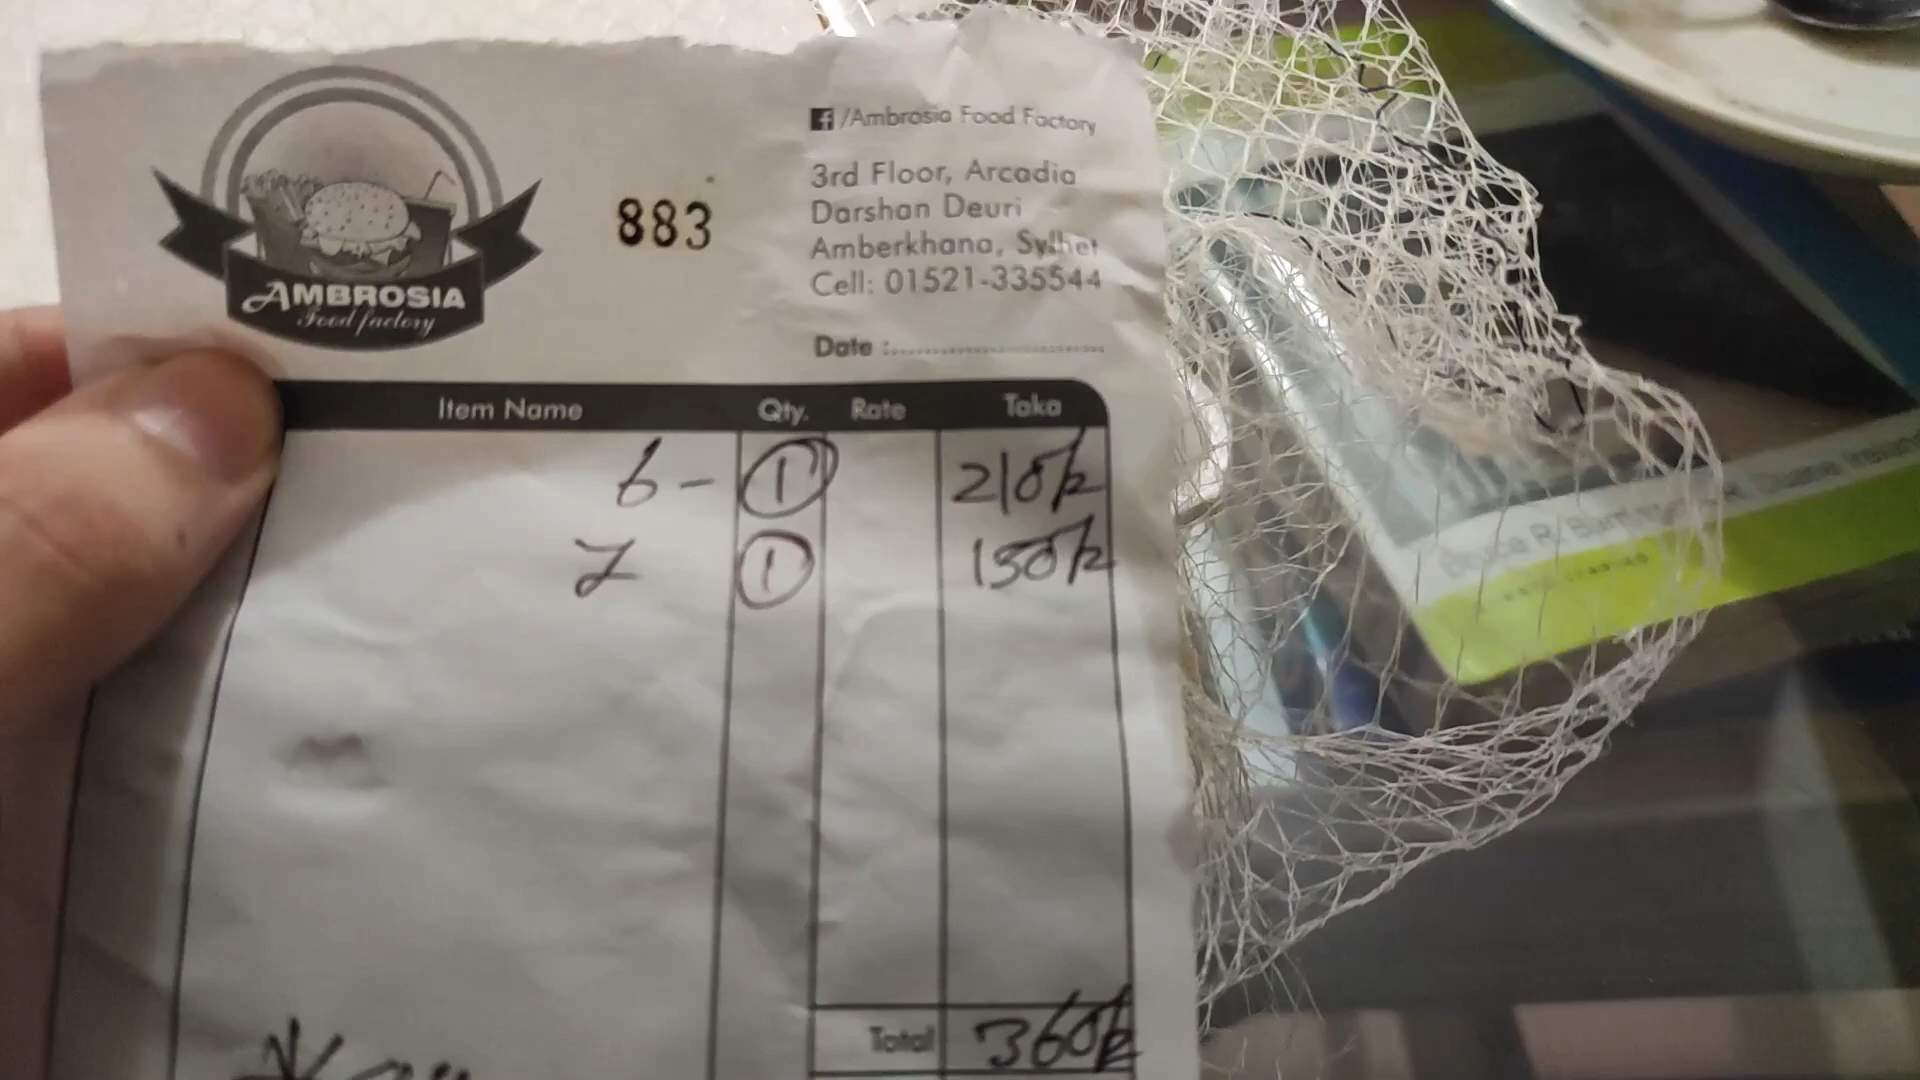 AMBROSIA
Food factory
883
/Ambrosia Food Factory
3rd Floor, Arcadia
Darshan Deuri
Amberkhana, Sylhet
Cell: 01521-335544
Date :
Item Name Qty. Rate Taka
6 - 1 210/=
7 1 150/=
Total 360/=